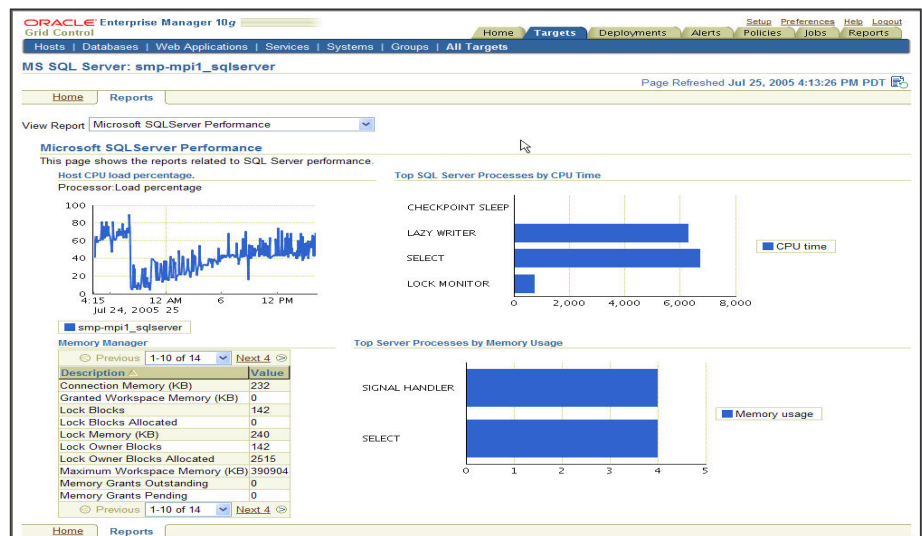 ORACLE Enterprise Manager 10g
Grid Control
Setup Preferences Help Logout
Home Targets Deployments Alerts Policies Jobs Reports
Hosts | Databases | Web Applications | Services | Systems | Groups | All Targets
MS SQL Server: smp-mpi1_sqlserver
Page Refreshed Jul 25, 2005 4:13:26 PM PDT
Home Reports
View Report Microsoft SQLServer Performance
Microsoft SQLServer Performance
This page shows the reports related to SQL Server performance.
Host CPU load percentage.
Processor:Load percentage
100
80
60
40
20
0
4:15 12 AM 6 12 PM
Jul 24, 2005 25
smp-mpi1_sqlserver
Top SQL Server Processes by CPU Time
CHECKPOINT SLEEP
LAZY WRITER
SELECT
LOCK MONITOR
0 2,000 4,000 6,000 8,000
CPU time
Memory Manager
Previous 1-10 of 14 Next 4
Description Value
Connection Memory (KB) 232
Granted Workspace Memory (KB) 0
Lock Blocks 142
Lock Blocks Allocated 0
Lock Memory (KB) 240
Lock Owner Blocks 142
Lock Owner Blocks Allocated 2515
Maximum Workspace Memory (KB) 390904
Memory Grants Outstanding 0
Memory Grants Pending 0
Previous 1-10 of 14 Next 4
Top Server Processes by Memory Usage
SIGNAL HANDLER
SELECT
0 1 2 3 4 5
Memory usage
Home Reports